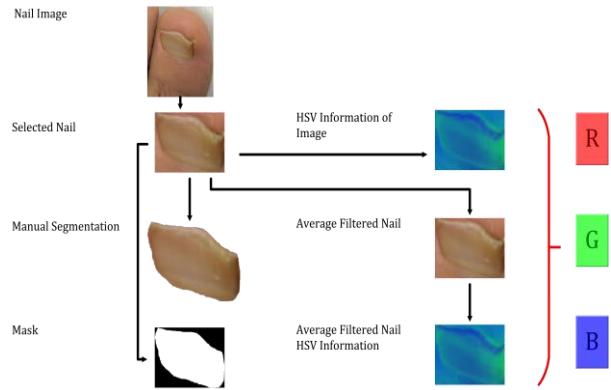 Nail Image
Selected Nail
HSV Information of
Image
R
Manual Segmentation
Average Filtered Nail
G
Mask
Average Filtered Nail
HSV Information
B